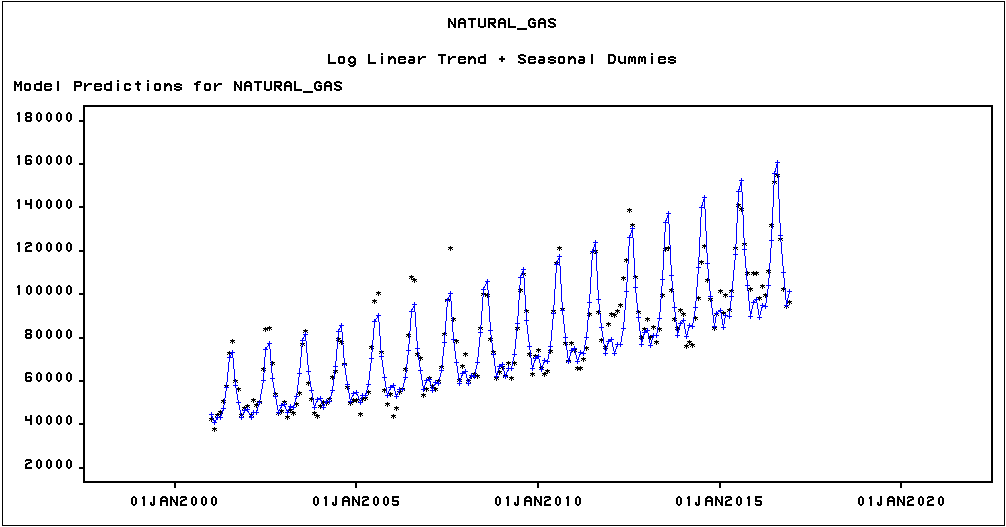 NATURAL_GAS
Log Linear Trend + Seasonal Dummies
Model Predictions for NATURAL_GAS
180000
160000
140000
120000
100000
80000
60000
40000
20000
01JAN2000 01JAN2005 01JAN2010 01JAN2015 01JAN2020